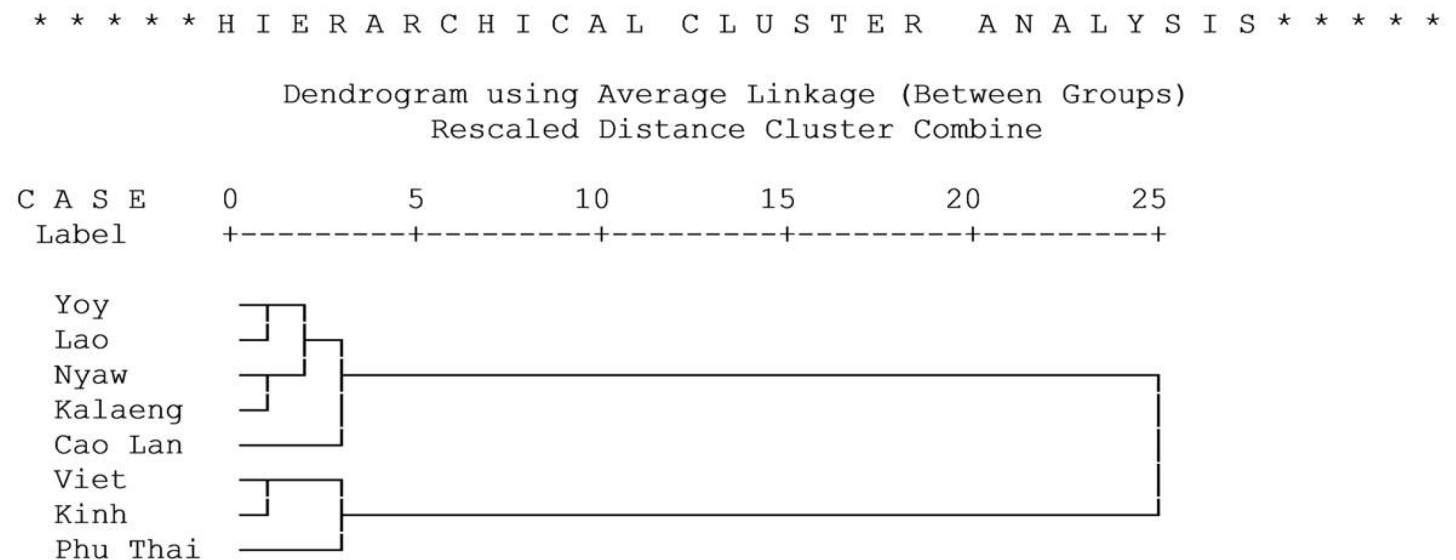 * * * * * H I E R A R C H I C A L  C L U S T E R   A N A L Y S I S * * * * *
Dendrogram using Average Linkage (Between Groups)
Rescaled Distance Cluster Combine
C A S E    0         5        10        15        20        25
Label     +---------+---------+---------+---------+---------+
Yoy
Lao
Nyaw
Kalaeng
Cao Lan
Viet
Kinh
Phu Thai